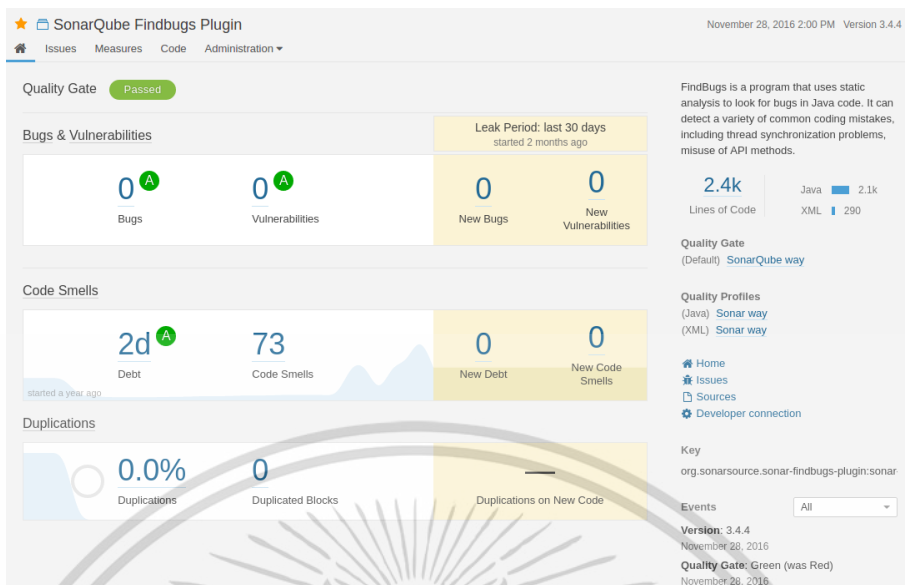 SonarQube Findbugs Plugin
November 28, 2016 2:00 PM Version 3.4.4
Issues Measures Code Administration
Quality Gate Passed
Bugs & Vulnerabilities
Leak Period: last 30 days
started 2 months ago
0 A
Bugs
0 A
Vulnerabilities
0
New Bugs
0
New
Vulnerabilities
Code Smells
2d A
Debt
73
Code Smells
0
New Debt
0
New Code
Smells
started a year ago
Duplications
0.0%
Duplications
0
Duplicated Blocks
—
Duplications on New Code
FindBugs is a program that uses static
analysis to look for bugs in Java code. It can
detect a variety of common coding mistakes,
including thread synchronization problems,
misuse of API methods.
2.4k
Lines of Code
Java 2.1k
XML 290
Quality Gate
(Default) SonarQube way
Quality Profiles
(Java) Sonar way
(XML) Sonar way
Home
Issues
Sources
Developer connection
Key
org.sonarsource.sonar-findbugs-plugin:sonar-
Events All
Version: 3.4.4
November 28, 2016
Quality Gate: Green (was Red)
November 28, 2016